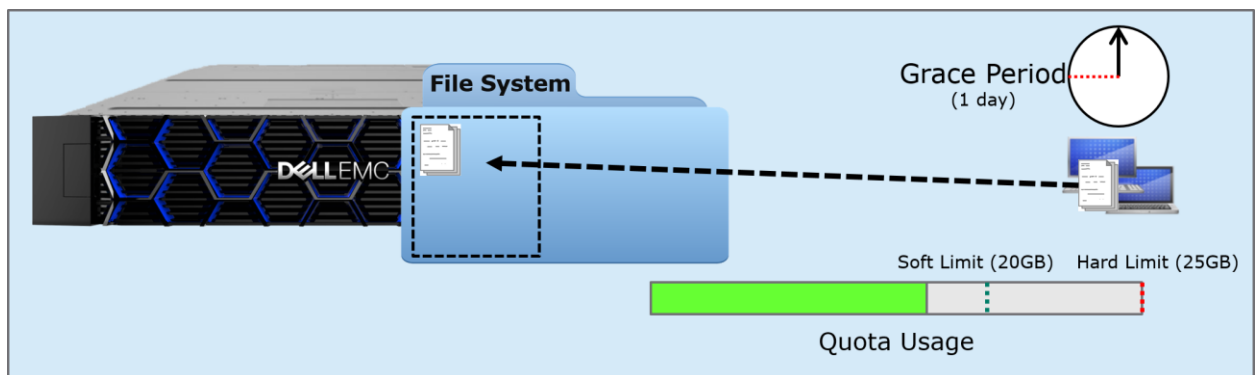 File System
DELLEMC
Grace Period
(1 day)
Soft Limit (20GB) Hard Limit (25GB)
Quota Usage